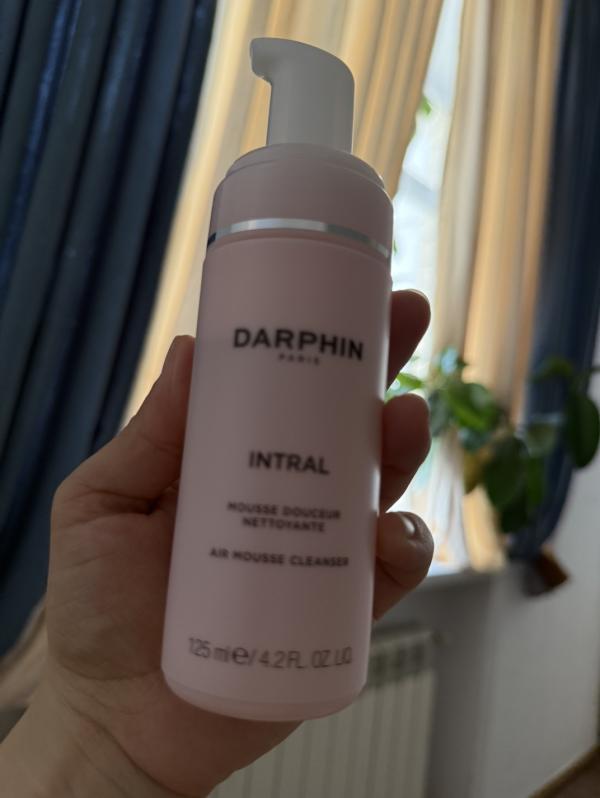 DARPHIN
PARIS
INTRAL
MOUSSE DOUCEUR
NETTOYANTE
AIR MOUSSE CLEANSER
125 ml ℮ / 4.2 FL. OZ. LIQ.